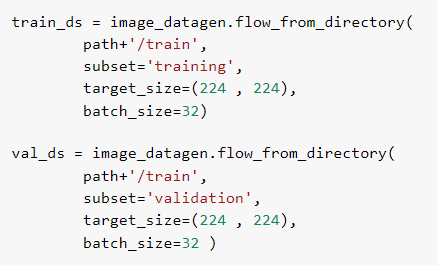 train_ds = image_datagen.flow_from_directory(
        path+'/train',
        subset='training',
        target_size=(224 , 224),
        batch_size=32)

val_ds = image_datagen.flow_from_directory(
        path+'/train',
        subset='validation',
        target_size=(224 , 224),
        batch_size=32 )